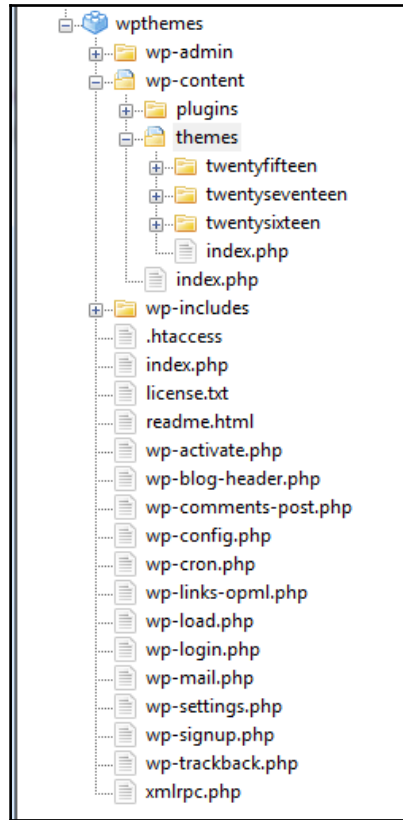 wpthemes
wp-admin
wp-content
plugins
themes
twentyfifteen
twentyseventeen
twentysixteen
index.php
index.php
wp-includes
.htaccess
index.php
license.txt
readme.html
wp-activate.php
wp-blog-header.php
wp-comments-post.php
wp-config.php
wp-cron.php
wp-links-opml.php
wp-load.php
wp-login.php
wp-mail.php
wp-settings.php
wp-signup.php
wp-trackback.php
xmlrpc.php